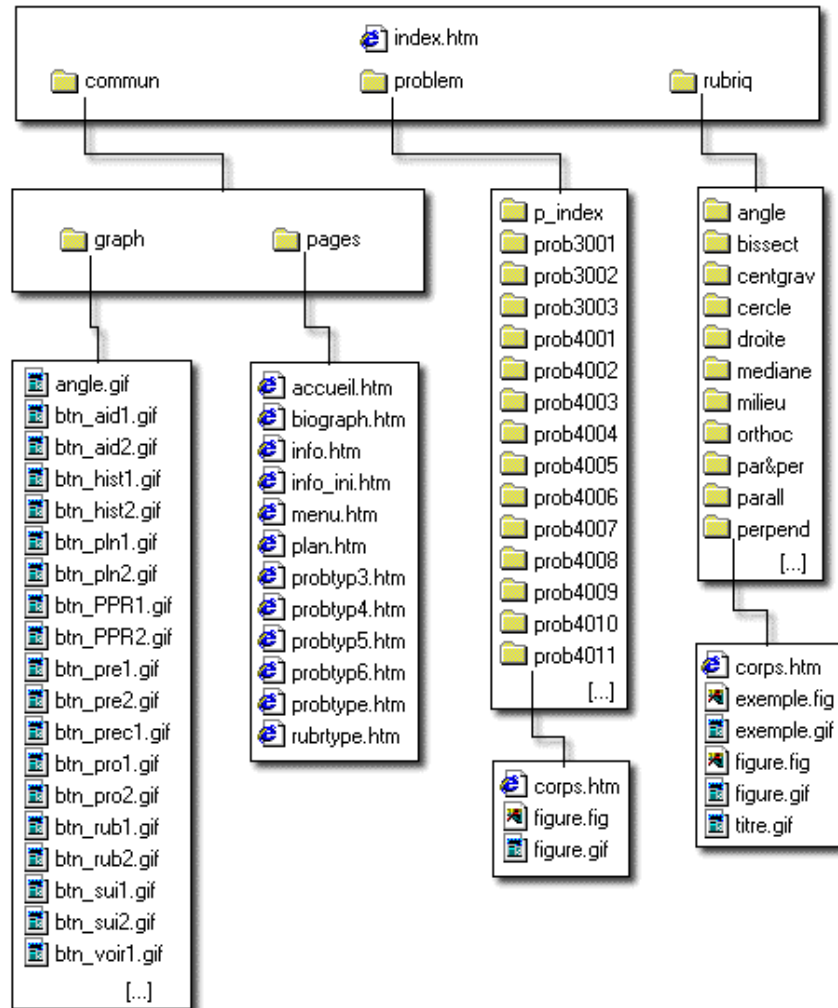 index.htm
commun problem rubriq
graph pages
angle.gif
btn_aid1.gif
btn_aid2.gif
btn_hist1.gif
btn_hist2.gif
btn_pln1.gif
btn_pln2.gif
btn_PPR1.gif
btn_PPR2.gif
btn_pre1.gif
btn_pre2.gif
btn_prec1.gif
btn_pro1.gif
btn_pro2.gif
btn_rub1.gif
btn_rub2.gif
btn_sui1.gif
btn_sui2.gif
btn_voir1.gif
[...]
accueil.htm
biograph.htm
info.htm
info_ini.htm
menu.htm
plan.htm
probtyp3.htm
probtyp4.htm
probtyp5.htm
probtyp6.htm
probtype.htm
rubrtype.htm
p_index
prob3001
prob3002
prob3003
prob4001
prob4002
prob4003
prob4004
prob4005
prob4006
prob4007
prob4008
prob4009
prob4010
prob4011
[...]
corps.htm
figure.fig
figure.gif
angle
bissect
centgrav
cercle
droite
mediane
milieu
orthoc
par&per
parall
perpend
[...]
corps.htm
exemple.fig
exemple.gif
figure.fig
figure.gif
titre.gif